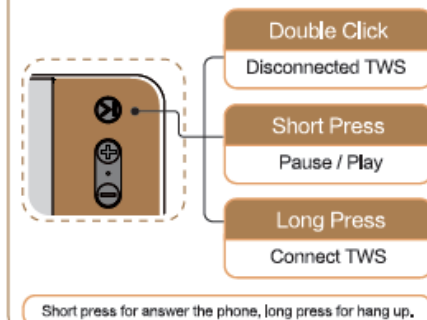 Double Click
Disconnected TWS
Short Press
Pause / Play
Long Press
Connect TWS
Short press for answer the phone, long press for hang up.